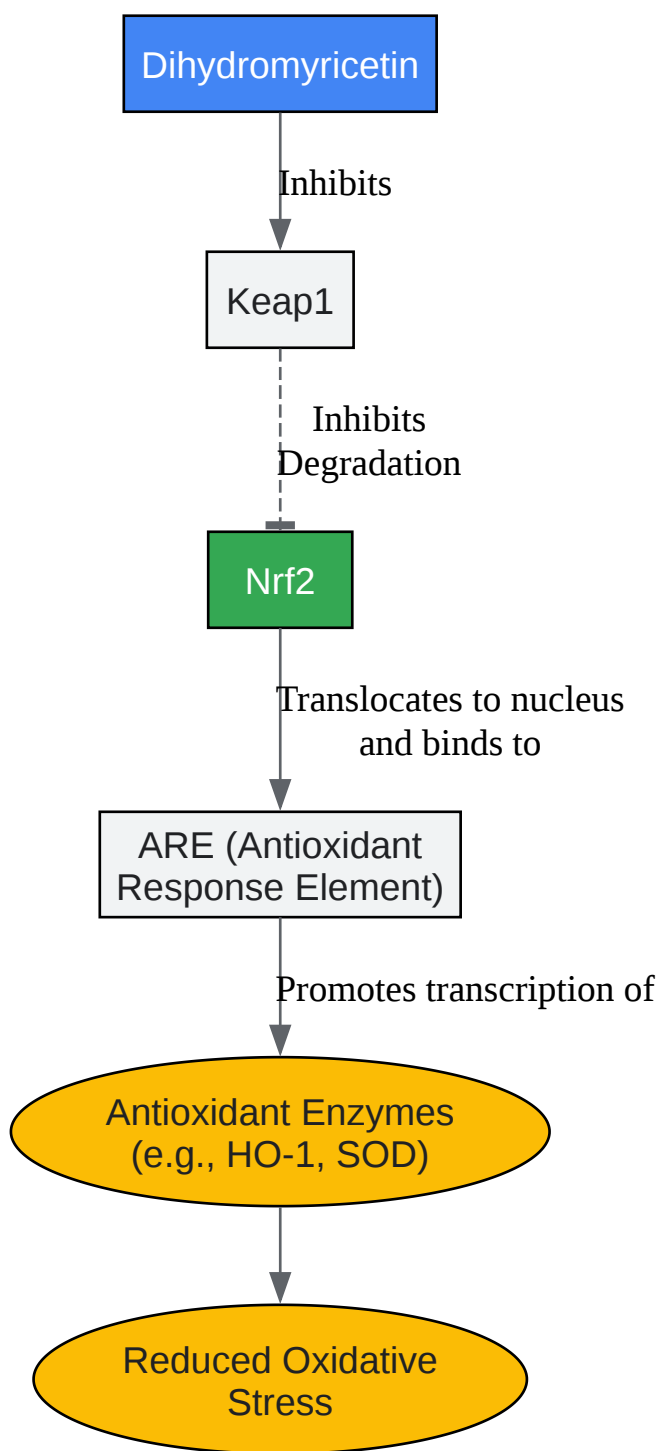 Dihydromyricetin
Inhibits
Keap1
Inhibits
Degradation
Nrf2
Translocates to nucleus
and binds to
ARE (Antioxidant
Response Element)
Promotes transcription of
Antioxidant Enzymes
(e.g., HO-1, SOD)
Reduced Oxidative
Stress